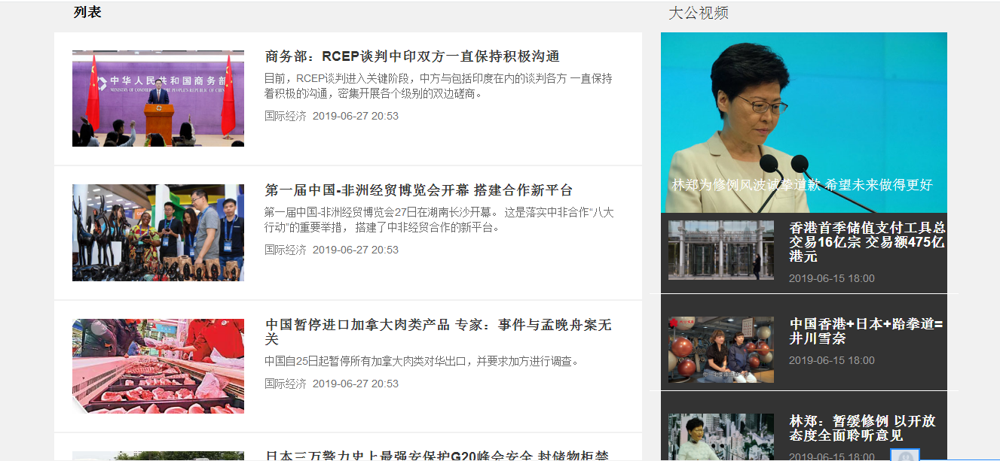 列表
中华人民共和国商务部
MINISTRY OF COMMERCE THE PEOPLE'S REPUBLIC OF CHINA
商务部：RCEP谈判中印双方一直保持积极沟通
目前，RCEP谈判进入关键阶段，中方与包括印度在内的谈判各方 一直保持
着积极的沟通，密集开展各个级别的双边磋商。
国际经济 2019-06-27 20:53
第一届中国-非洲经贸博览会开幕 搭建合作新平台
第一届中国-非洲经贸博览会27日在湖南长沙开幕。 这是落实中非合作“八大
行动”的重要举措， 搭建了中非经贸合作的新平台。
国际经济 2019-06-27 20:53
中国暂停进口加拿大肉类产品 专家：事件与孟晚舟案无
关
中国自25日起暂停所有加拿大肉类对华出口，并要求加方进行调查。
国际经济 2019-06-27 20:53
日本三万警力史上最强安保护G20峰会安全 封储物柜禁
大公视频
林郑为修例风波诚挚道歉 希望未来做得更好
香港首季储值支付工具总
交易16亿宗 交易额475亿
港元
2019-06-15 18:00
中国香港+日本+跆拳道=
井川雪奈
2019-06-15 18:00
林郑：暂缓修例 以开放
态度全面聆听意见
2019-06-15 18:00